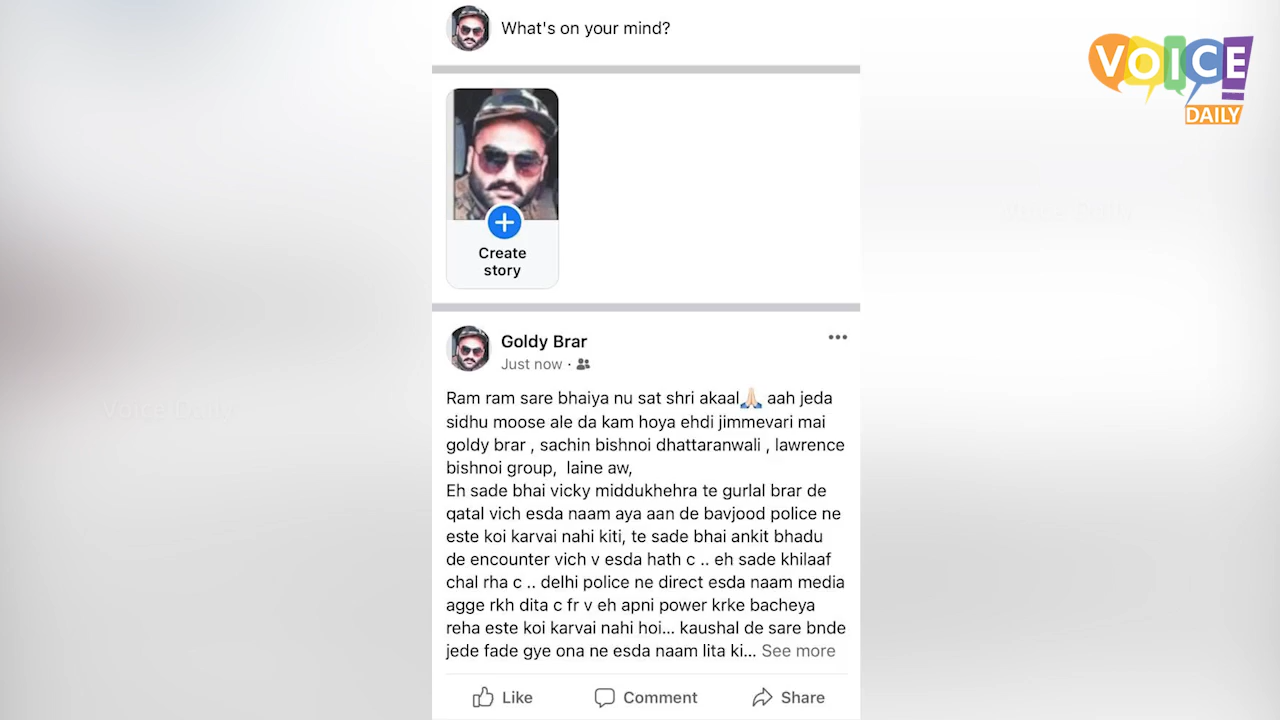 What's on your mind?
VOICE
DAILY
Create
story
Goldy Brar
Just now ·
Ram ram sare bhaiya nu sat shri akaal🙏🏻 aah jeda
sidhu moose ale da kam hoya ehdi jimmevari mai
goldy brar , sachin bishnoi dhattaranwali , lawrence
bishnoi group,  laine aw,
Eh sade bhai vicky middukhehra te gurlal brar de
qatal vich esda naam aya aan de bavjood police ne
este koi karvai nahi kiti, te sade bhai ankit bhadu
de encounter vich v esda hath c .. eh sade khilaaf
chal rha c .. delhi police ne direct esda naam media
agge rkh dita c fr v eh apni power krke bacheya
reha este koi karvai nahi hoi... kaushal de sare bnde
jede fade gye ona ne esda naam lita ki... See more
Like
Comment
Share
Voice Daily